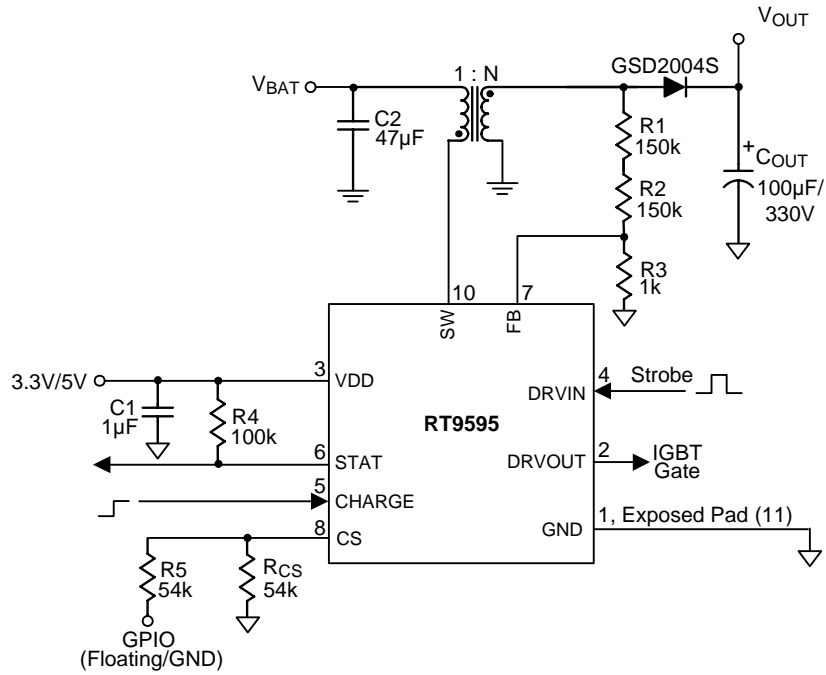 VOUT
GSD2004S
1 : N
VBAT
C2
47µF
R1
150k
R2
150k
+
COUT
100µF/
330V
R3
1k
10
7
SW
FB
3.3V/5V
3
VDD
4
DRVIN
Strobe
C1
1µF
R4
100k
RT9595
6
STAT
2
DRVOUT
IGBT
Gate
5
CHARGE
1, Exposed Pad (11)
GND
8
CS
R5
54k
RCS
54k
GPIO
(Floating/GND)